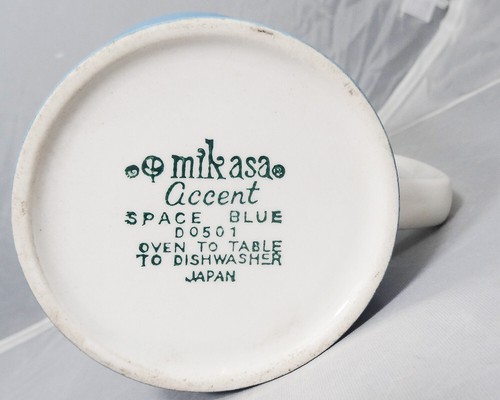 mikasa
accent
SPACE BLUE
D0501
OVEN TO TABLE
TO DISHWASHER
JAPAN